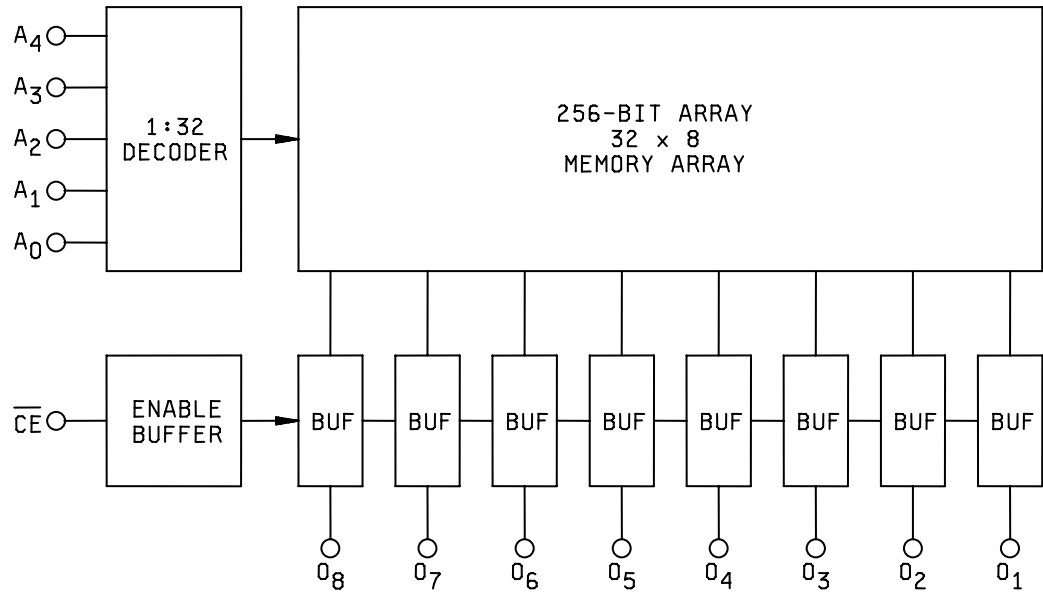 A4
A3
A2
A1
A0
1:32
DECODER
256-BIT ARRAY
32 x 8
MEMORY ARRAY
CE
ENABLE
BUFFER
BUF BUF BUF BUF BUF BUF BUF BUF
O8 O7 O6 O5 O4 O3 O2 O1